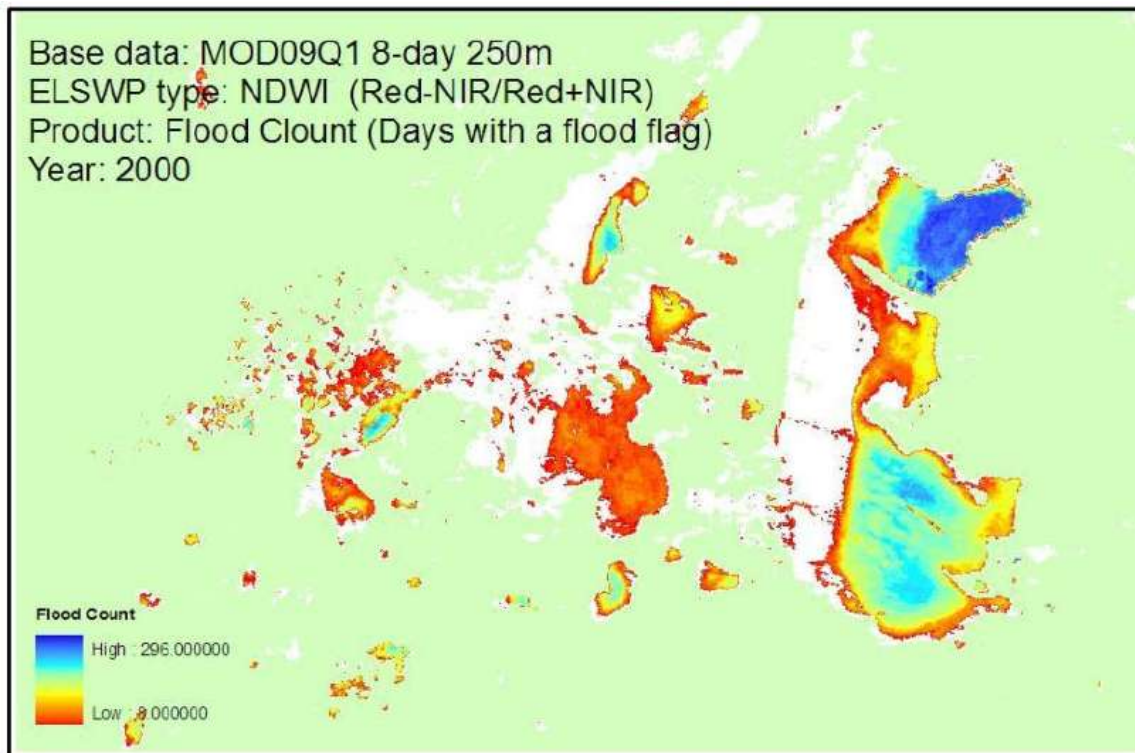 Base data: MOD09Q1 8-day 250m
ELSWP type: NDWI (Red-NIR/Red+NIR)
Product: Flood Clount (Days with a flood flag)
Year: 2000
Flood Count
High : 296.000000
Low : 8.000000